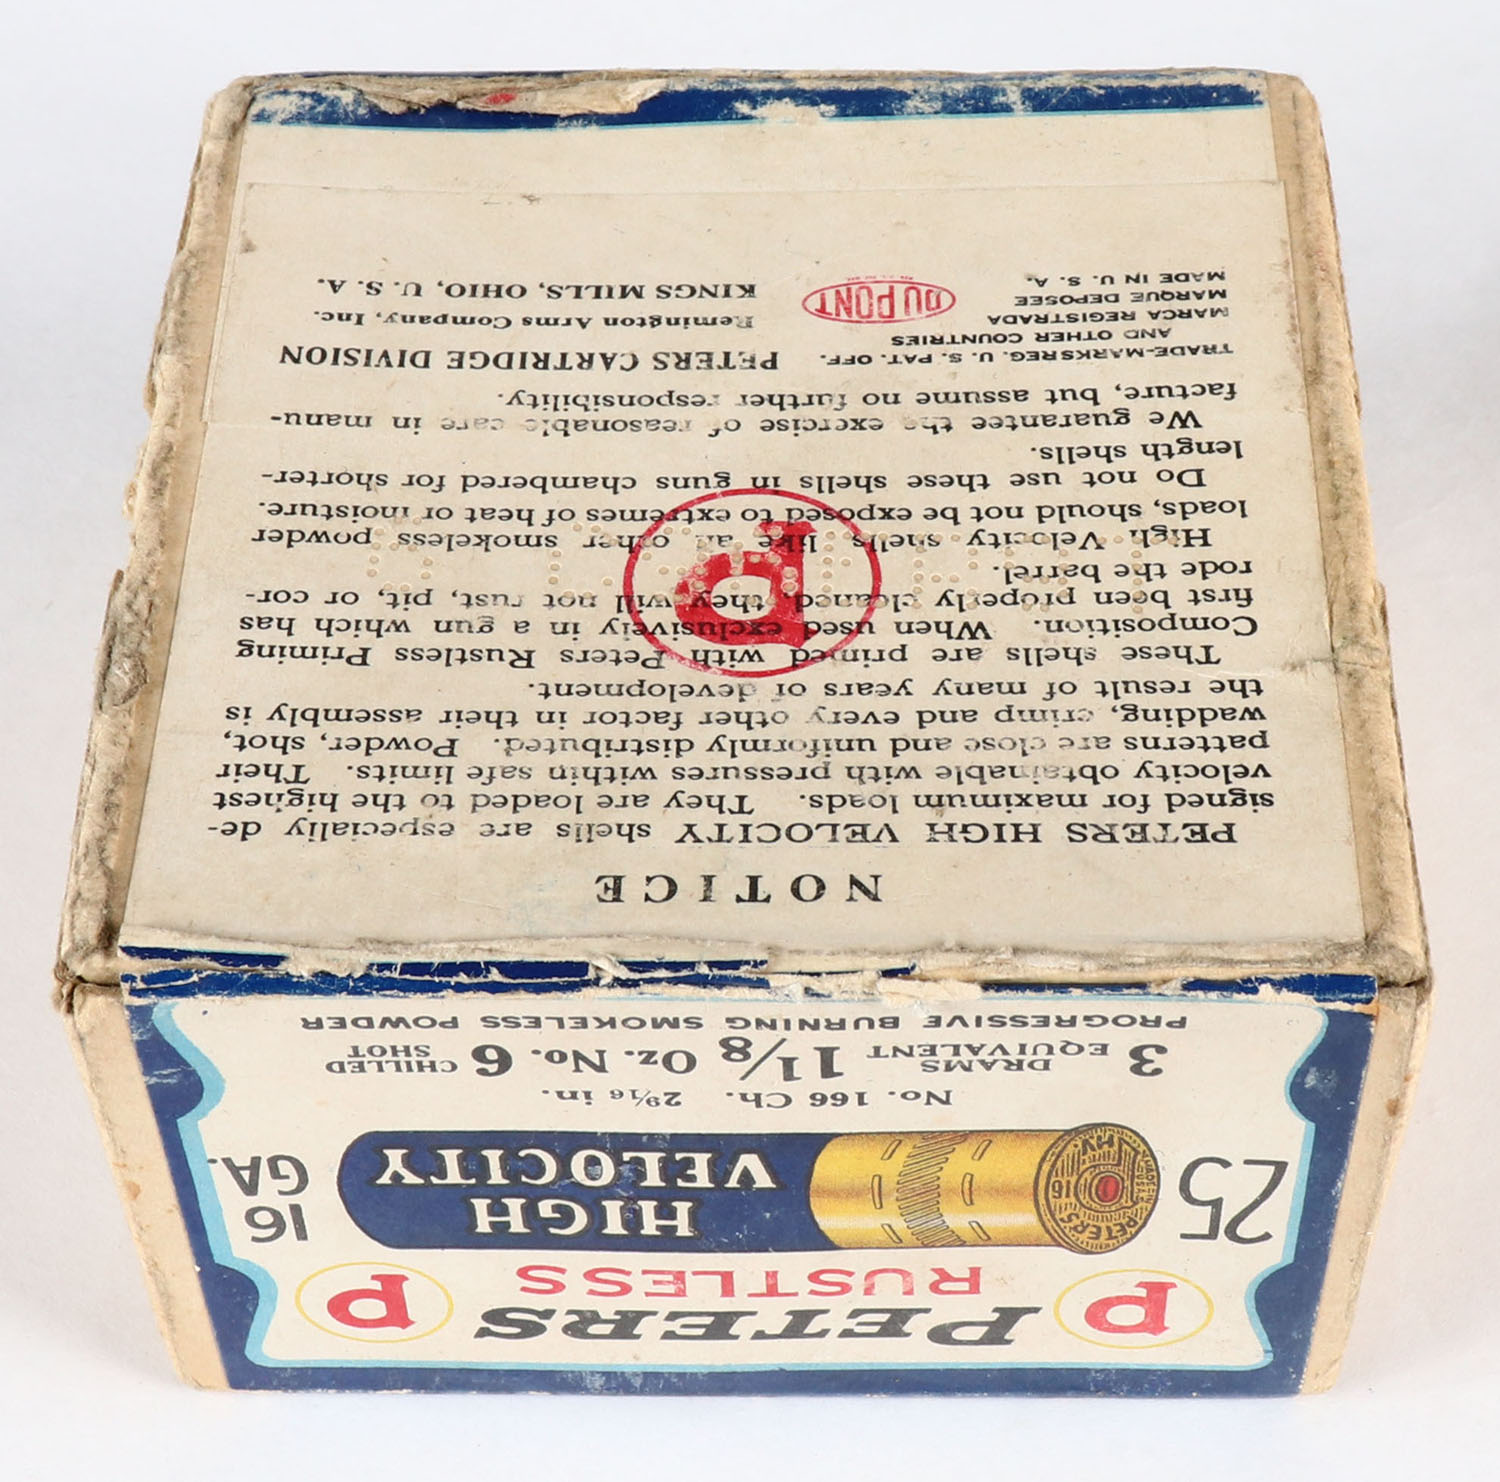 NOTICE
PETERS HIGH VELOCITY shells are especially de-
signed for maximum loads. They are loaded to the highest
velocity obtainable with pressures within safe limits. Their
patterns are close and uniformly distributed. Powder, shot,
wadding, crimp and every other factor in their assembly is
the result of many years of development.
These shells are primed with Peters Rustless Priming
Composition. When used exclusively in a gun which has
first been properly cleaned, they will not rust, pit, or cor-
rode the barrel.
High Velocity shells like all other smokeless powder
loads, should not be exposed to extremes of heat or moisture.
Do not use these shells in guns chambered for shorter-
length shells.
We guarantee the exercise of reasonable care in manu-
facture, but assume no further responsibility.
P
TRADE-MARKS REG. U. S. PAT. OFF.
AND OTHER COUNTRIES
MARCA REGISTRADA
MARQUE DEPOSEE
MADE IN U. S. A.
DU PONT
PETERS CARTRIDGE DIVISION
Remington Arms Company, Inc.
KINGS MILLS, OHIO, U. S. A.
P PETERS P
RUSTLESS
25
PETERS
16
HV
MADE IN
U.S.A.
HIGH
VELOCITY
16
GA.
No. 166 Ch. 2 9/16 in.
3 DRAMS EQUIVALENT 1 1/8 Oz. No. 6 CHILLED SHOT
PROGRESSIVE BURNING SMOKELESS POWDER